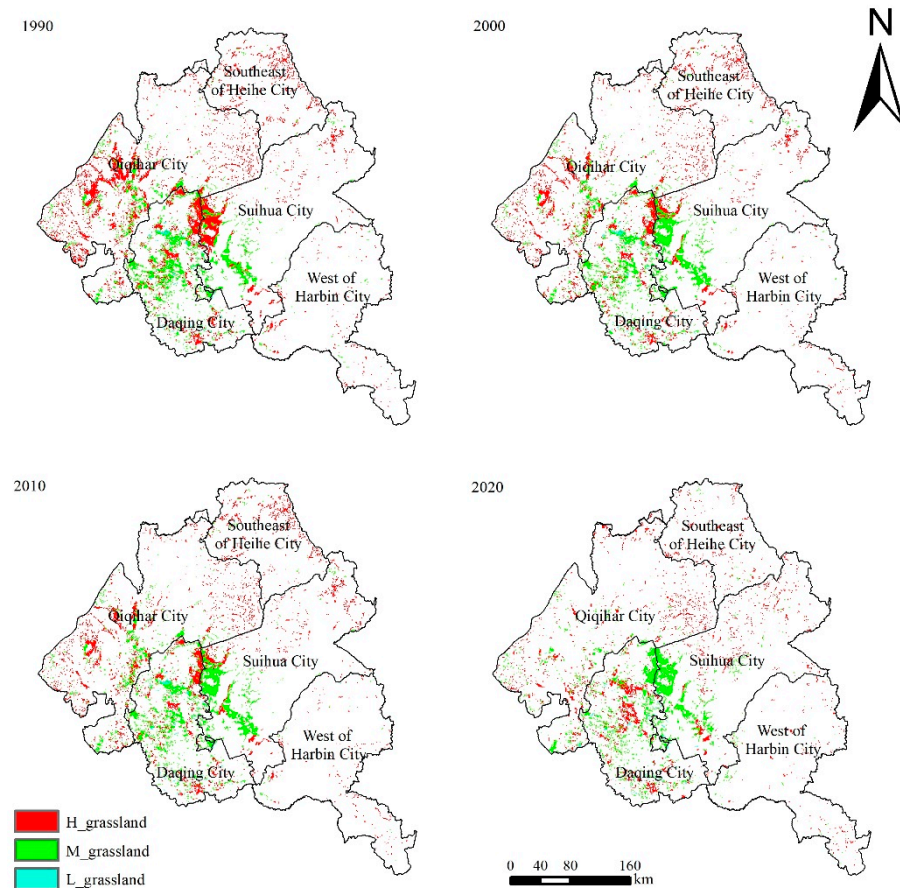 1990
Southeast
of Heihe City
Qiqihar City
Suihua City
West of
Harbin City
Daqing City
2000
Southeast
of Heihe City
Qiqihar City
Suihua City
West of
Harbin City
Daqing City
N
2010
Southeast
of Heihe City
Qiqihar City
Suihua City
West of
Harbin City
Daqing City
2020
Southeast
of Heihe City
Qiqihar City
Suihua City
West of
Harbin City
Daqing City
H_grassland
M_grassland
L_grassland
0 40 80 160
km